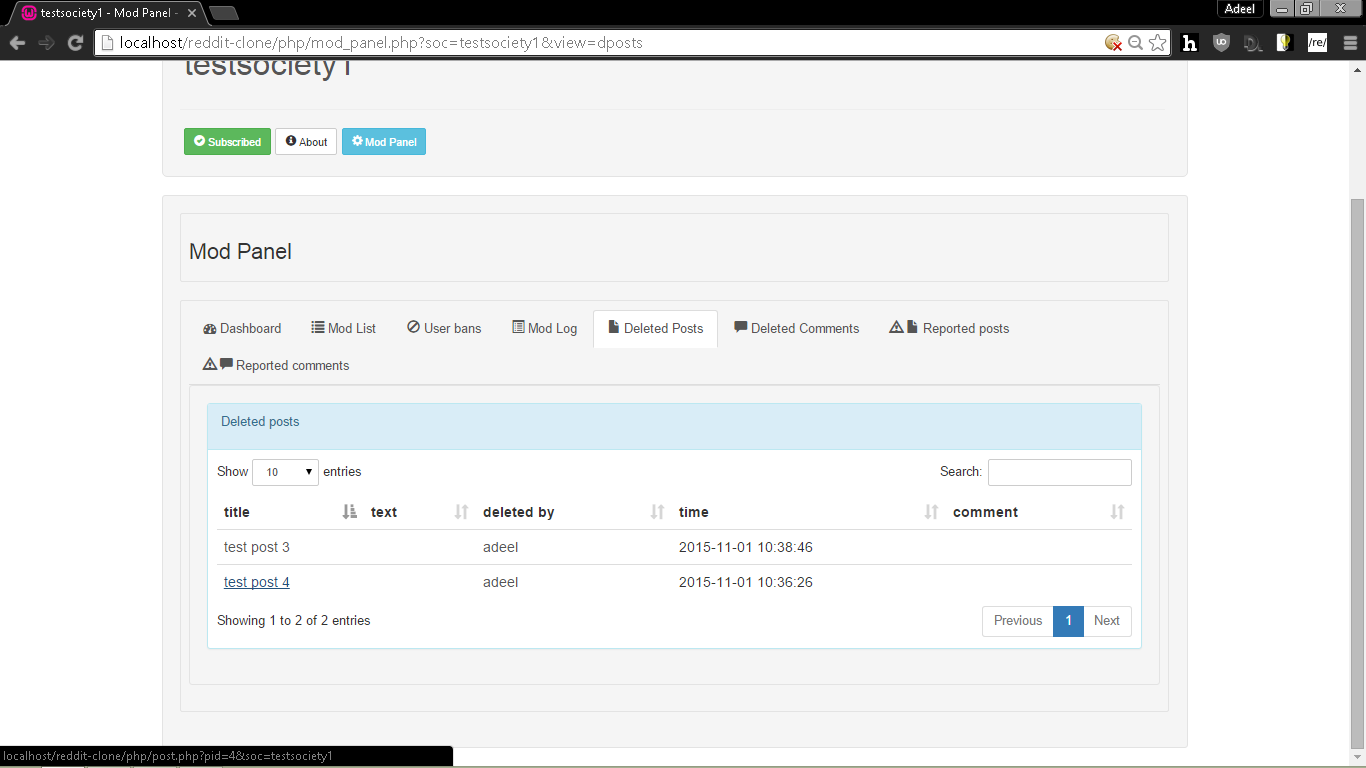 testsociety1 - Mod Panel -
Adeel
localhost/reddit-clone/php/mod_panel.php?soc=testsociety1&view=dposts
h
/re/
testsociety1
Subscribed About Mod Panel
Mod Panel
Dashboard Mod List User bans Mod Log Deleted Posts Deleted Comments Reported posts
Reported comments
Deleted posts
Show 10 entries Search:
title text deleted by time comment
test post 3 adeel 2015-11-01 10:38:46
test post 4 adeel 2015-11-01 10:36:26
Showing 1 to 2 of 2 entries Previous 1 Next
localhost/reddit-clone/php/post.php?pid=4&soc=testsociety1